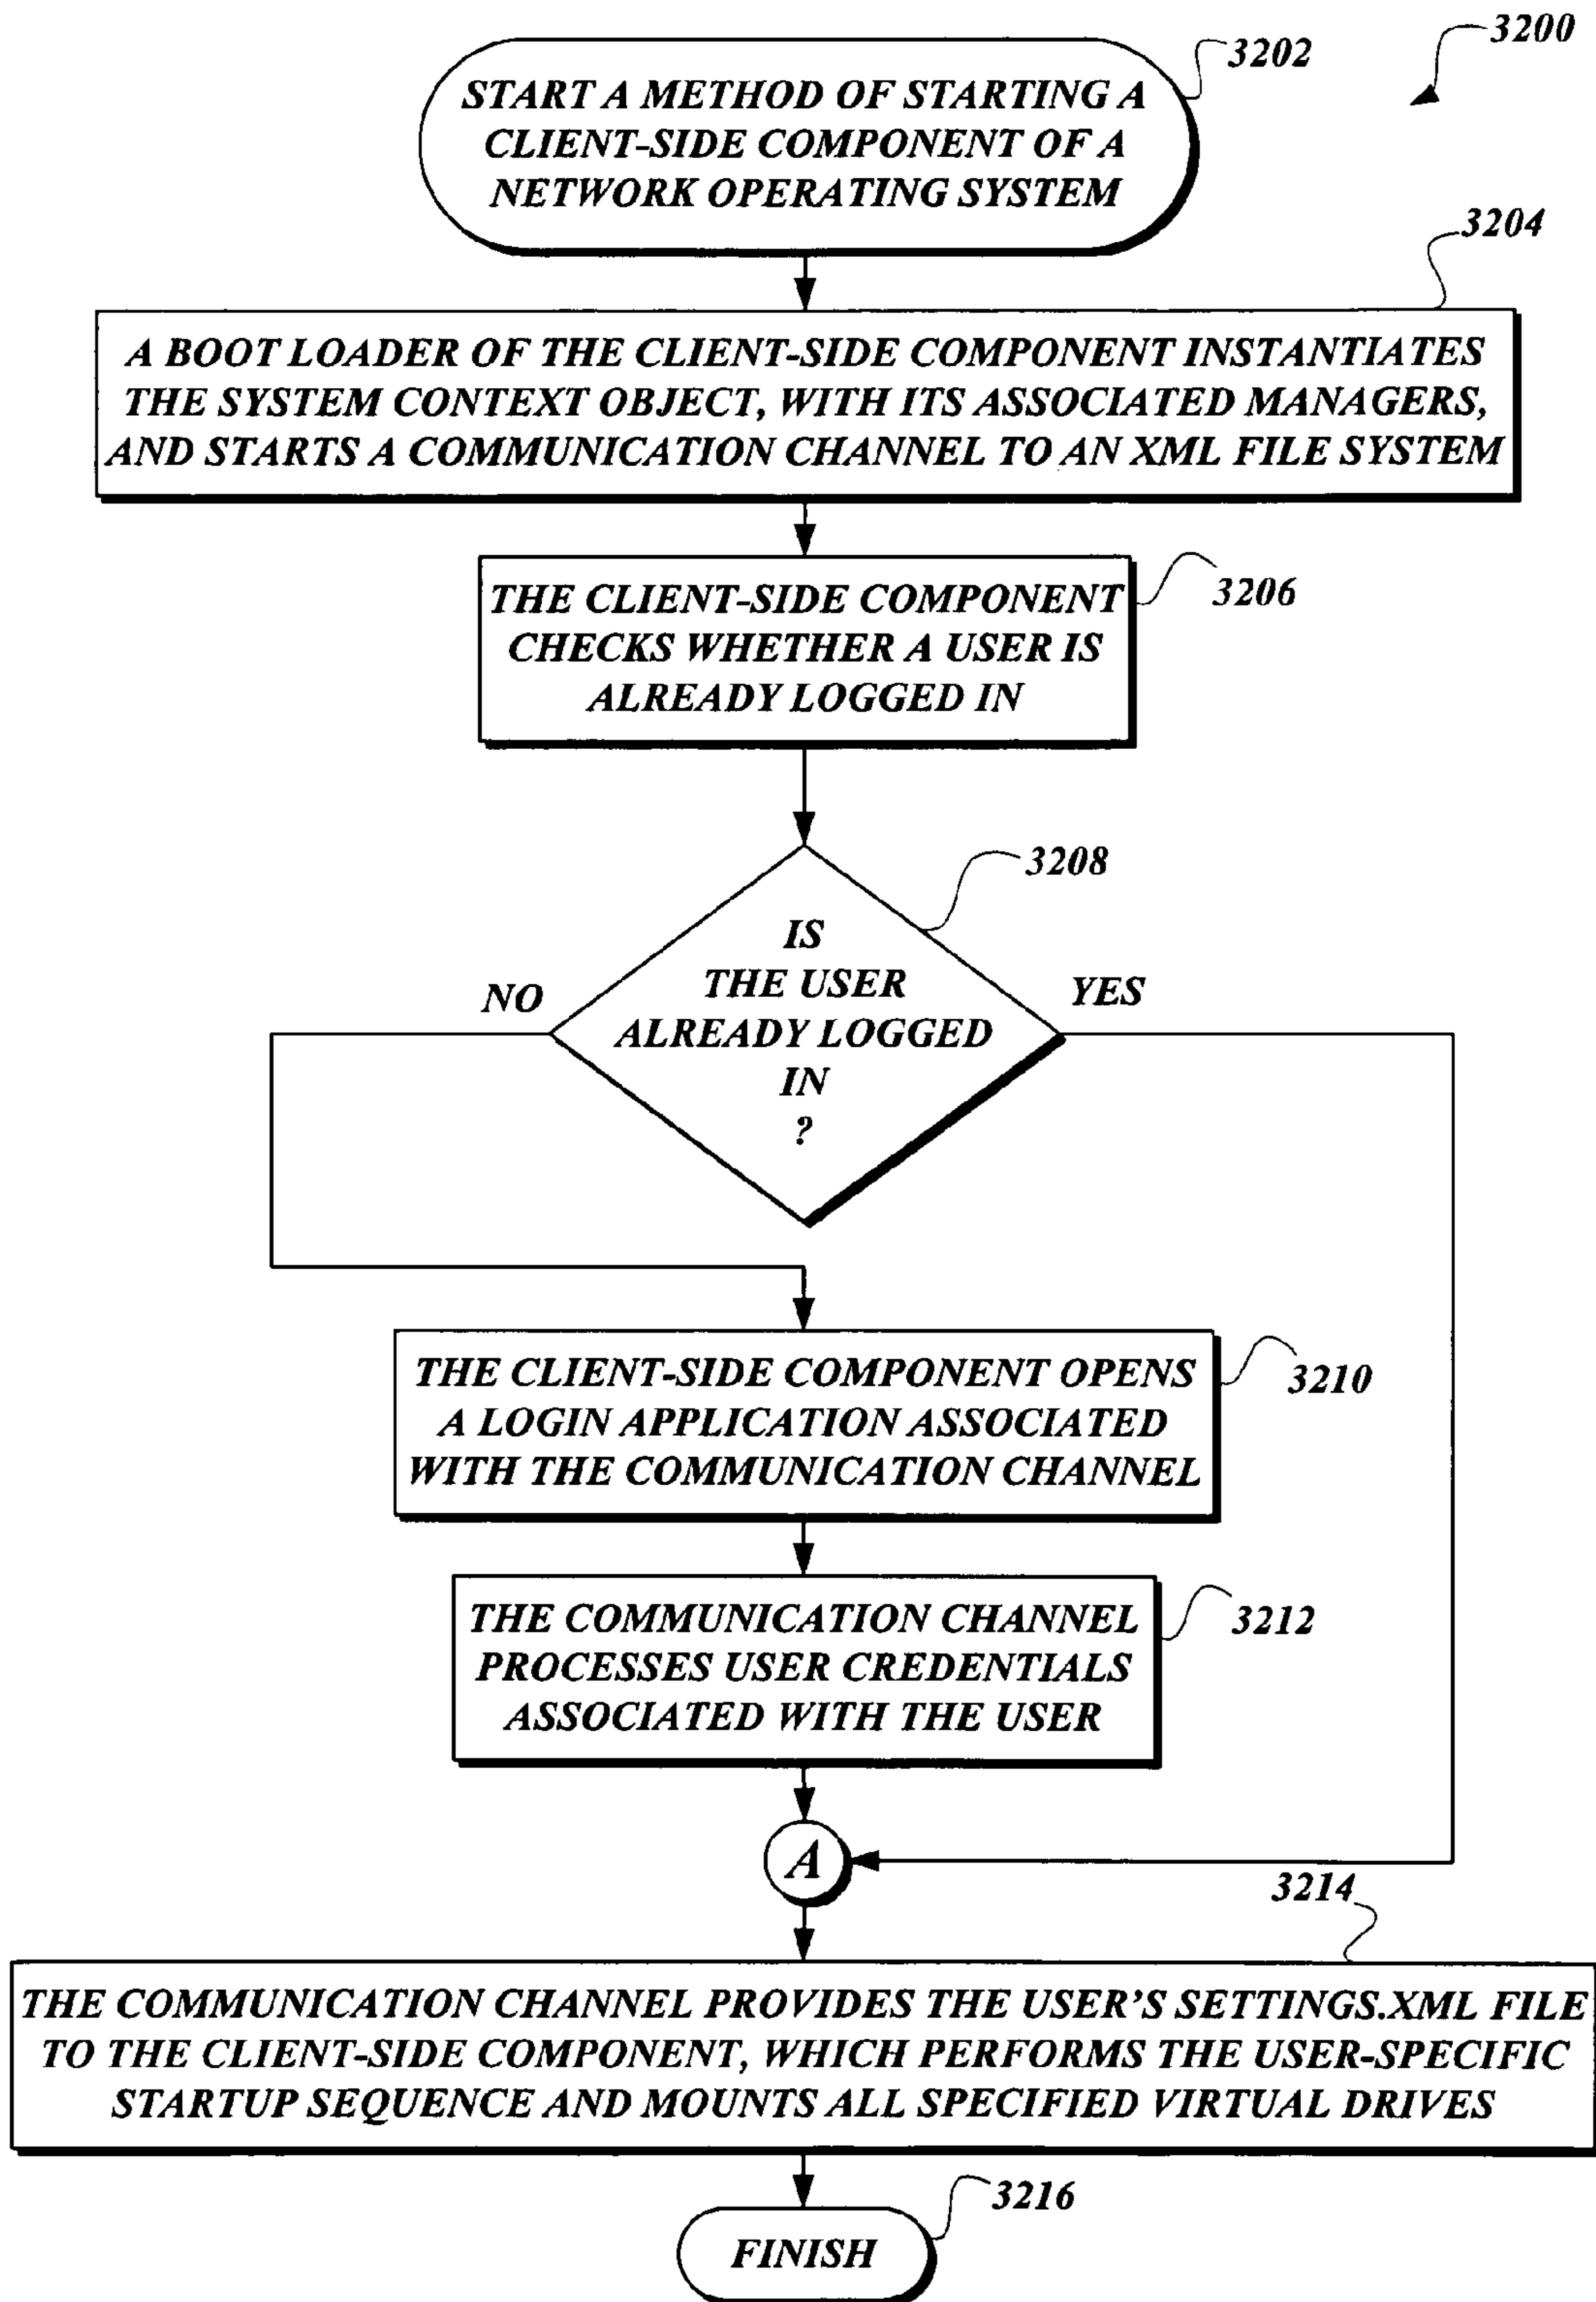 3200
3202
START A METHOD OF STARTING A
CLIENT-SIDE COMPONENT OF A
NETWORK OPERATING SYSTEM
3204
A BOOT LOADER OF THE CLIENT-SIDE COMPONENT INSTANTIATES
THE SYSTEM CONTEXT OBJECT, WITH ITS ASSOCIATED MANAGERS,
AND STARTS A COMMUNICATION CHANNEL TO AN XML FILE SYSTEM
3206
THE CLIENT-SIDE COMPONENT
CHECKS WHETHER A USER IS
ALREADY LOGGED IN
3208
IS
THE USER
ALREADY LOGGED
IN
?
NO
YES
3210
THE CLIENT-SIDE COMPONENT OPENS
A LOGIN APPLICATION ASSOCIATED
WITH THE COMMUNICATION CHANNEL
3212
THE COMMUNICATION CHANNEL
PROCESSES USER CREDENTIALS
ASSOCIATED WITH THE USER
A
3214
THE COMMUNICATION CHANNEL PROVIDES THE USER'S SETTINGS.XML FILE
TO THE CLIENT-SIDE COMPONENT, WHICH PERFORMS THE USER-SPECIFIC
STARTUP SEQUENCE AND MOUNTS ALL SPECIFIED VIRTUAL DRIVES
3216
FINISH